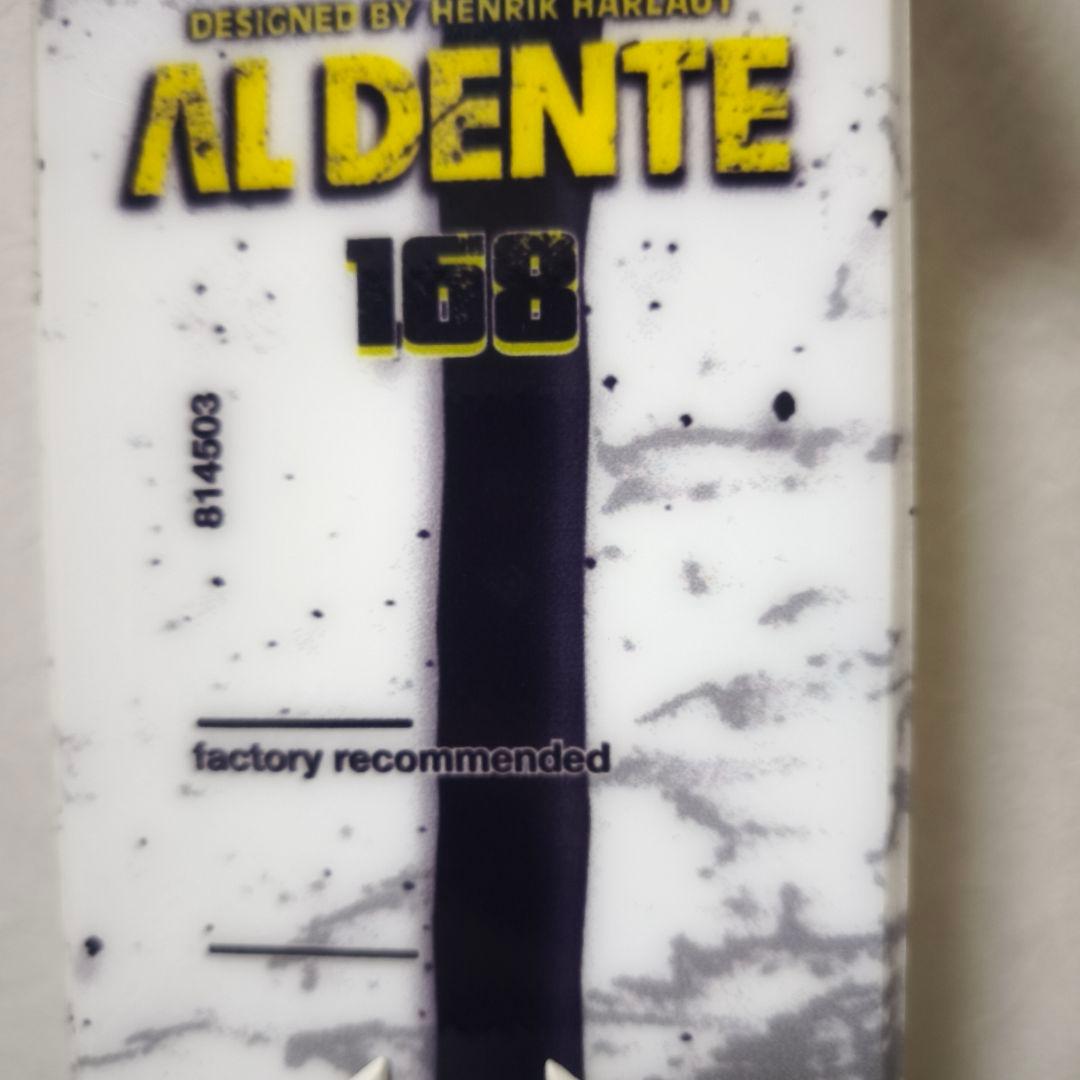 DESIGNED BY HENRIK HARLAUT
AL DENTE
168
814503
factory recommended